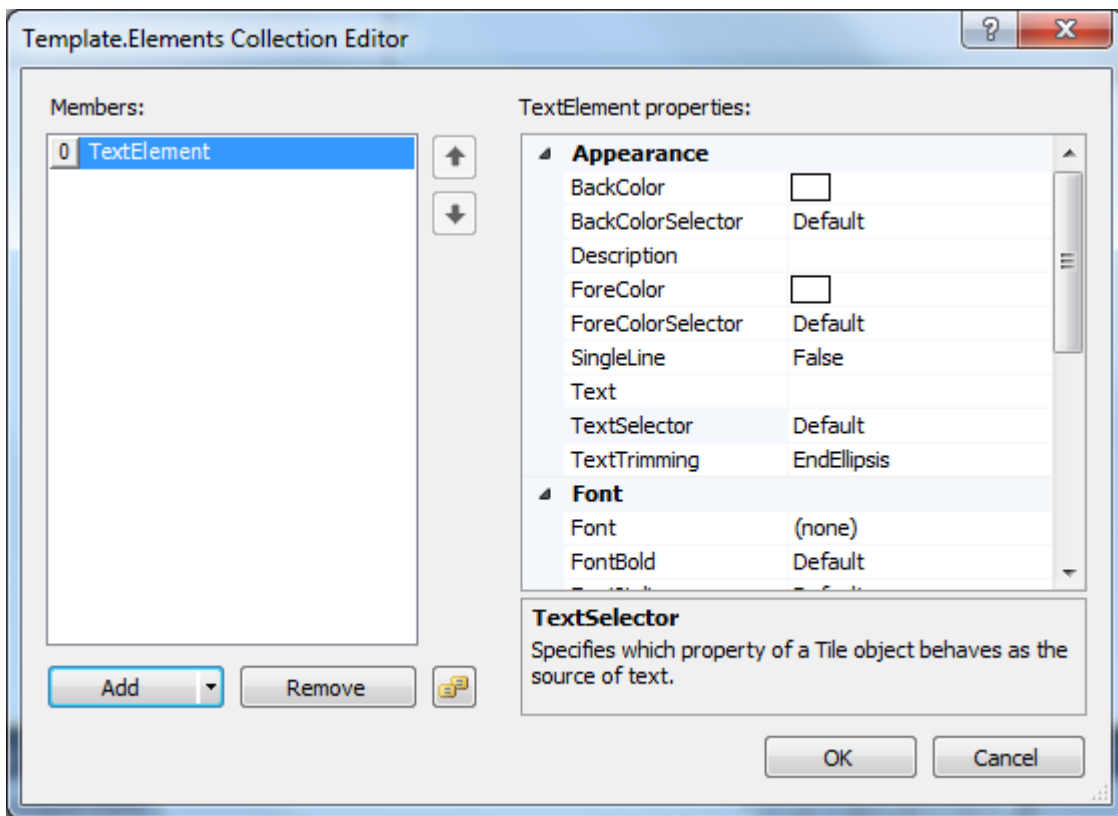 Template.Elements Collection Editor
Members:
0 TextElement
Add
Remove
TextElement properties:
Appearance
BackColor
BackColorSelector Default
Description
ForeColor
ForeColorSelector Default
SingleLine False
Text
TextSelector Default
TextTrimming EndEllipsis
Font
Font (none)
FontBold Default
TextSelector
Specifies which property of a Tile object behaves as the
source of text.
OK
Cancel